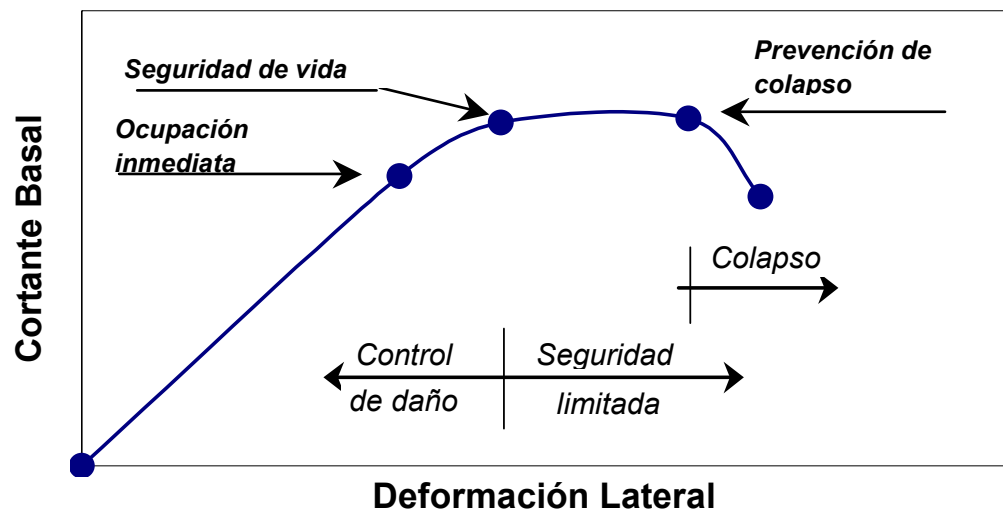 Seguridad de vida
Prevención de
colapso
Ocupación
inmediata
Cortante Basal
Colapso
Control
de daño
Seguridad
limitada
Deformación Lateral